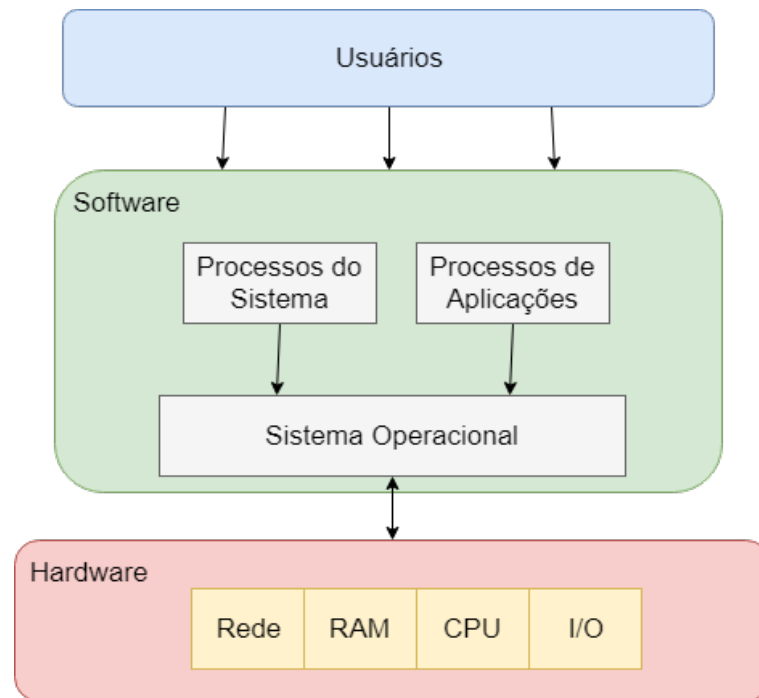 Usuários
Software
Processos do
Sistema
Processos de
Aplicações
Sistema Operacional
Hardware
Rede
RAM
CPU
I/O